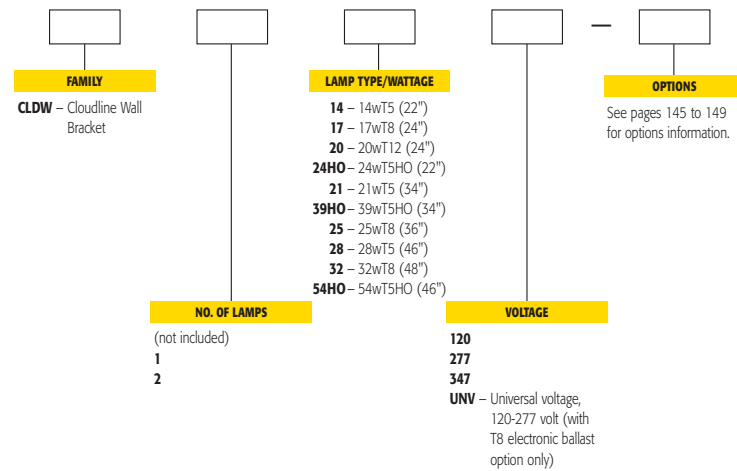 —
FAMILY
CLDW – Cloudline Wall
Bracket
LAMP TYPE/WATTAGE
14 – 14wT5 (22")
17 – 17wT8 (24")
20 – 20wT12 (24")
24HO – 24wT5HO (22")
21 – 21wT5 (34")
39HO – 39wT5HO (34")
25 – 25wT8 (36")
28 – 28wT5 (46")
32 – 32wT8 (48")
54HO – 54wT5HO (46")
OPTIONS
See pages 145 to 149
for options information.
NO. OF LAMPS
(not included)
1
2
VOLTAGE
120
277
347
UNV – Universal voltage,
120-277 volt (with
T8 electronic ballast
option only)